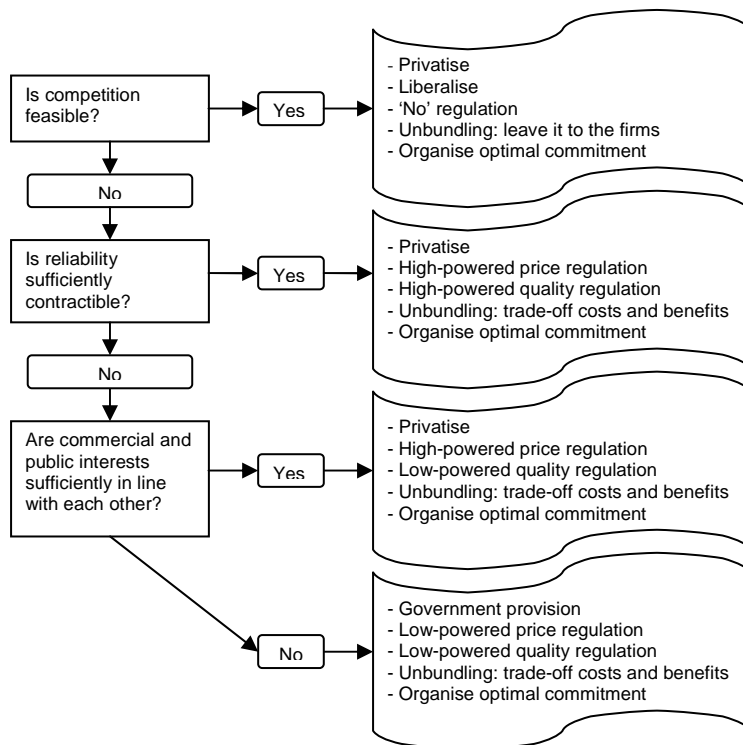 Is competition
feasible?
Yes
- Privatise
- Liberalise
- ‘No’ regulation
- Unbundling: leave it to the firms
- Organise optimal commitment
No
Is reliability
sufficiently
contractible?
Yes
- Privatise
- High-powered price regulation
- High-powered quality regulation
- Unbundling: trade-off costs and benefits
- Organise optimal commitment
No
Are commercial and
public interests
sufficiently in line
with each other?
Yes
- Privatise
- High-powered price regulation
- Low-powered quality regulation
- Unbundling: trade-off costs and benefits
- Organise optimal commitment
No
- Government provision
- Low-powered price regulation
- Low-powered quality regulation
- Unbundling: trade-off costs and benefits
- Organise optimal commitment